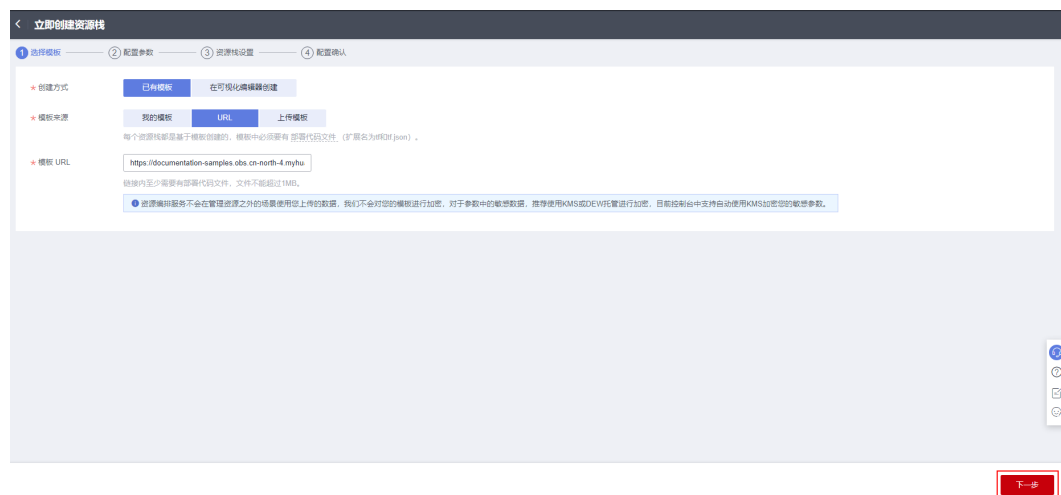 立即创建资源栈
1 选择模板 2 配置参数 3 资源栈设置 4 配置确认
* 创建方式 已有模板 在可视化编辑器创建
* 模板来源 我的模板 URL 上传模板
每个资源栈都是基于模板创建的，模板中必须要有 部署代码文件（扩展名为tf和tf.json）。
* 模板 URL https://documentation-samples.obs.cn-north-4.myhu
链接内至少需要有部署代码文件，文件不能超过1MB。
资源编排服务不会在管理资源之外的场景使用您上传的数据，我们不会对您的模板进行加密，对于参数中的敏感数据，推荐使用KMS或DEW托管进行加密，目前控制台中支持自动使用KMS加密您的敏感参数。
下一步